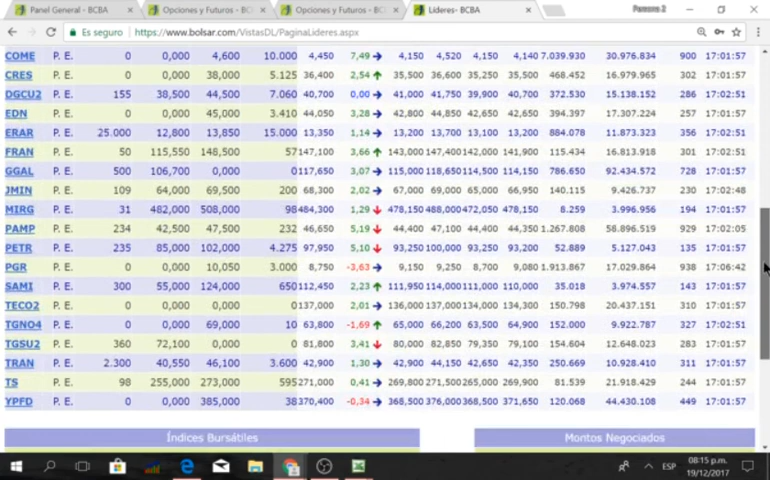 Panel General - BCBA
Opciones y Futuros - BC
Opciones y Futuros - BC
Líderes- BCBA
Es seguro | https://www.bolsar.com/VistasDL/PaginaLideres.aspx
COME P. E. 0 0,000 4,600 10.000 4,450 7,49 4,150 4,520 4,150 4,140 7.039.930 30.976.834 900 17:01:57
CRES P. E. 0 0,000 38,000 5.125 36,400 2,54 35,500 36,600 35,250 35,500 468.452 16.979.965 302 17:01:57
DGCU2 P. E. 155 38,500 44,500 7.060 40,700 0,00 41,000 41,750 39,900 40,700 372.530 15.138.152 286 17:02:51
EDN P. E. 0 0,000 45,000 3.410 44,050 3,28 42,800 44,850 42,650 42,650 394.397 17.307.224 257 17:01:57
ERAR P. E. 25.000 12,800 13,850 15.000 13,350 1,14 13,200 13,700 13,100 13,200 884.078 11.873.323 356 17:02:51
FRAN P. E. 50 115,550 148,500 57 147,100 3,66 143,000 147,400 142,000 141,900 115.434 16.813.918 301 17:02:51
GGAL P. E. 500 106,700 0,000 0 117,650 3,07 115,000 118,650 114,500 114,150 786.650 92.434.572 728 17:01:57
JMIN P. E. 109 64,000 69,500 200 68,300 2,02 67,000 69,000 65,000 66,950 140.115 9.426.737 230 17:02:48
MIRG P. E. 31 482,000 508,000 98 484,300 1,29 478,150 488,000 472,050 478,150 8.259 3.996.956 194 17:01:57
PAMP P. E. 234 42,500 47,500 232 46,650 5,19 44,400 47,100 44,400 44,350 1.267.808 58.896.519 929 17:02:05
PETR P. E. 235 85,000 102,000 4.275 97,950 5,10 93,250 100,000 93,250 93,200 52.889 5.127.043 135 17:01:57
PGR P. E. 0 0,000 10,050 3.000 8,750 -3,63 9,150 9,250 8,700 9,080 1.913.867 17.029.864 938 17:06:42
SAMI P. E. 300 55,000 124,000 650 112,450 2,23 111,950 114,000 111,000 110,000 35.018 3.974.557 143 17:01:57
TECO2 P. E. 0 0,000 0,000 0 137,000 2,01 136,000 137,000 134,000 134,300 150.798 20.437.151 310 17:01:57
TGNO4 P. E. 0 0,000 69,000 10 63,800 -1,69 65,000 66,200 63,500 64,900 152.000 9.922.787 327 17:02:51
TGSU2 P. E. 360 72,100 0,000 0 81,800 3,41 80,000 82,850 79,350 79,100 154.604 12.648.023 283 17:01:57
TRAN P. E. 2.300 40,550 46,100 3.600 42,900 1,30 42,900 44,150 42,650 42,350 250.669 10.928.410 311 17:01:57
TS P. E. 98 255,000 273,000 595 271,000 0,41 269,800 271,500 265,000 269,900 81.539 21.918.429 244 17:01:57
YPFD P. E. 0 0,000 385,000 38 370,400 -0,34 368,500 376,000 368,500 371,650 120.068 44.430.108 449 17:01:57
Índices Bursátiles
Montos Negociados
ESP
08:15 p.m.
19/12/2017